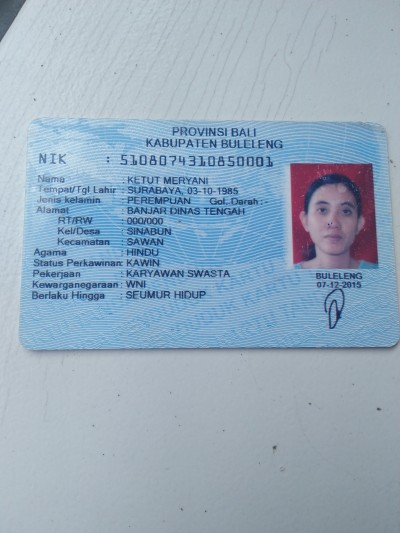 PROVINSI BALI
KABUPATEN BULELENG
NIK : 5108074310850001
Nama : KETUT MERYANI
Tempat/Tgl Lahir : SURABAYA, 03-10-1985
Jenis kelamin : PEREMPUAN Gol. Darah :-
Alamat : BANJAR DINAS TENGAH
RT/RW : 000/000
Kel/Desa : SINABUN
Kecamatan : SAWAN
Agama : HINDU
Status Perkawinan: KAWIN
Pekerjaan : KARYAWAN SWASTA
Kewarganegaraan: WNI
Berlaku Hingga : SEUMUR HIDUP
BULELENG
07-12-2015